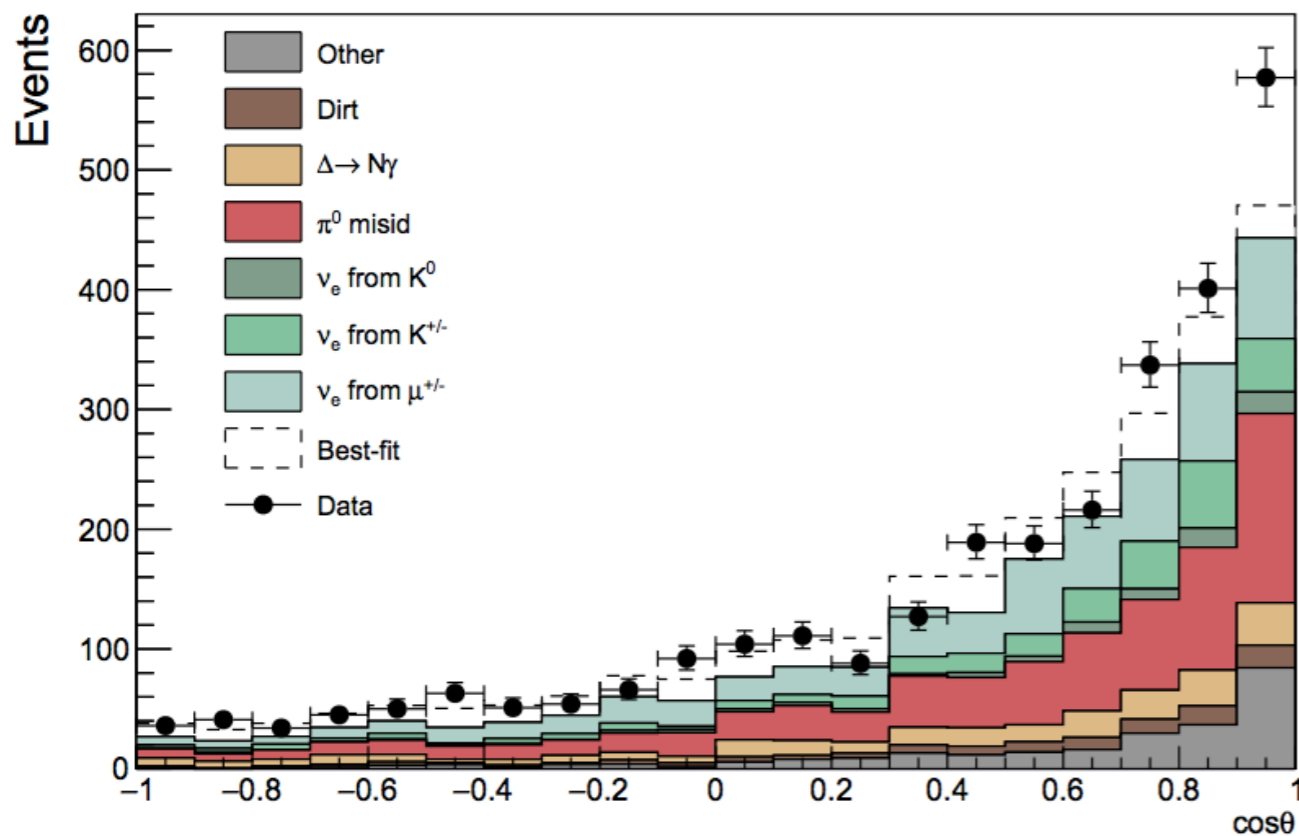 Events
600
500
400
300
200
100
0
Other
Dirt
Δ→ Nγ
π⁰ misid
νₑ from K⁰
νₑ from K⁺/⁻
νₑ from μ⁺/⁻
Best-fit
Data
−1 −0.8 −0.6 −0.4 −0.2 0 0.2 0.4 0.6 0.8 1
cosθ